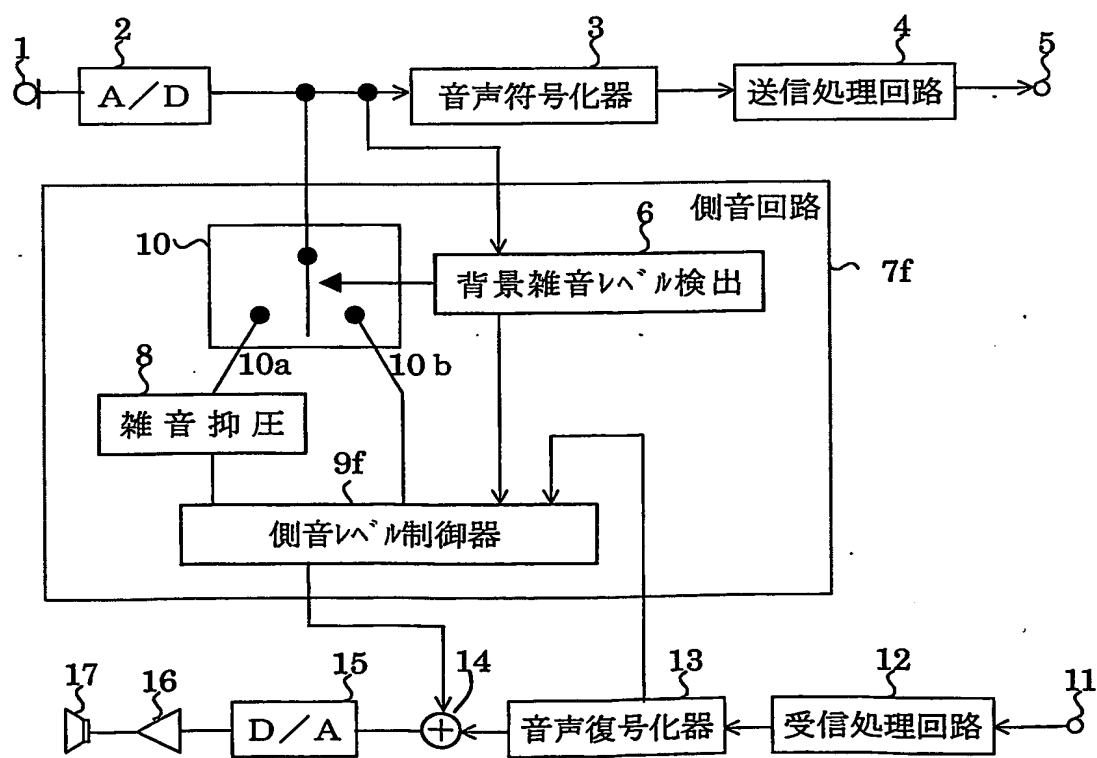 1
2
3
4
5
A／D
音声符号化器
送信処理回路
側音回路
10
6
背景雑音ﾚﾍﾞﾙ検出
7f
10a
10 b
8
雑音抑圧
9f
側音ﾚﾍﾞﾙ制御器
17
16
15
14
13
12
11
D／A
音声復号化器
受信処理回路